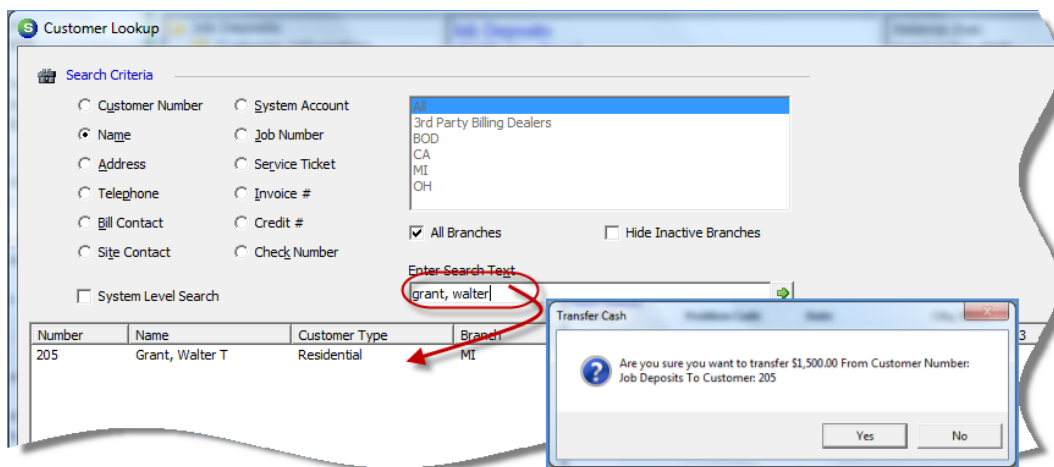 Customer Lookup
Search Criteria
Customer Number
System Account
Name
Job Number
Address
Service Ticket
Telephone
Invoice #
Bill Contact
Credit #
Site Contact
Check Number
System Level Search
All
3rd Party Billing Dealers
BOD
CA
MI
OH
All Branches
Hide Inactive Branches
Enter Search Text
grant, walter
Number Name Customer Type Branch 3
205 Grant, Walter T Residential MI
Transfer Cash
Are you sure you want to transfer $1,500.00 From Customer Number:
Job Deposits To Customer: 205
Yes No